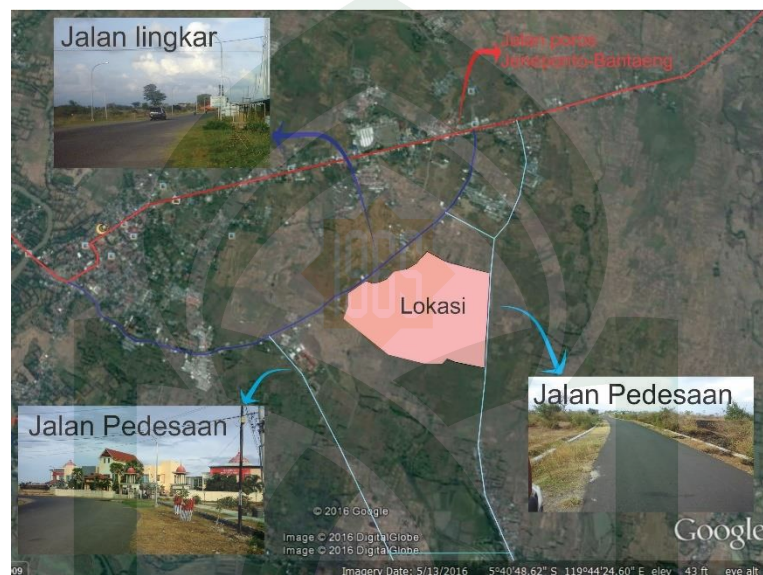 Jalan lingkar
Jalan poros
Jeneponto-Bantaeng
Lokasi
Jalan Pedesaan
Jalan Pedesaan
© 2016 Google
Image © 2016 DigitalGlobe
Image © 2016 DigitalGlobe
Google
Imagery Date: 5/13/2016 5°40'48.62" S 119°44'24.60" E elev 43 ft eye alt